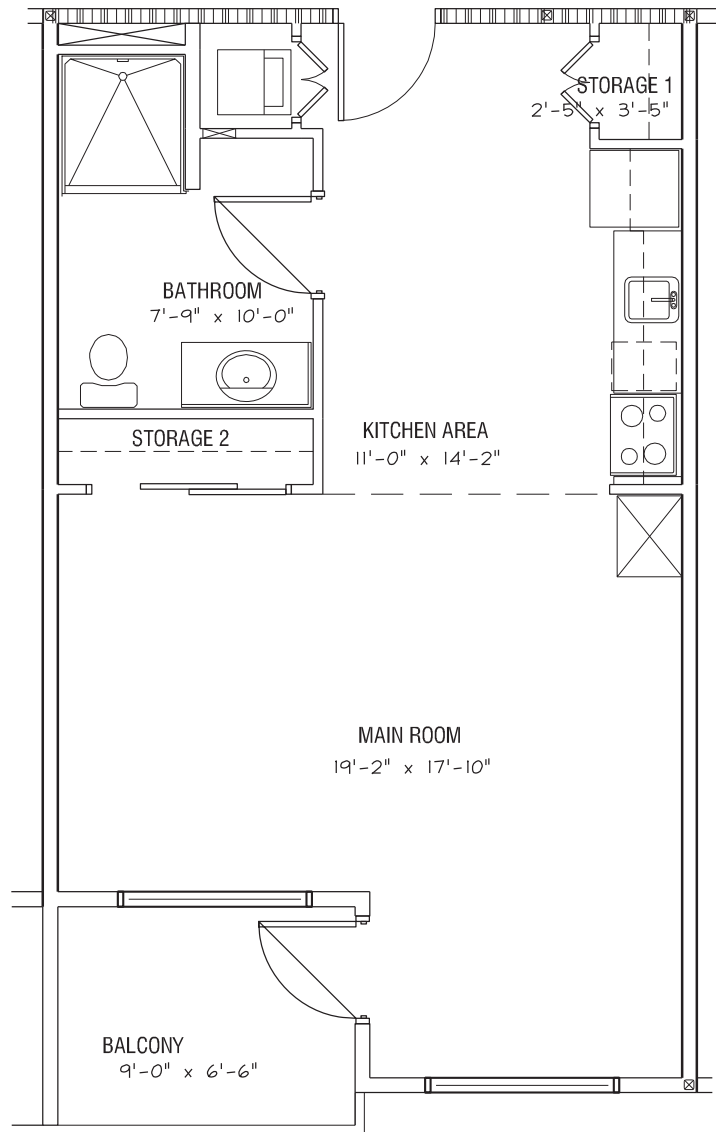 STORAGE 1
2'-5" x 3'-5"
BATHROOM
7'-9" x 10'-0"
STORAGE 2
KITCHEN AREA
11'-0" x 14'-2"
MAIN ROOM
19'-2" x 17'-10"
BALCONY
9'-0" x 6'-6"